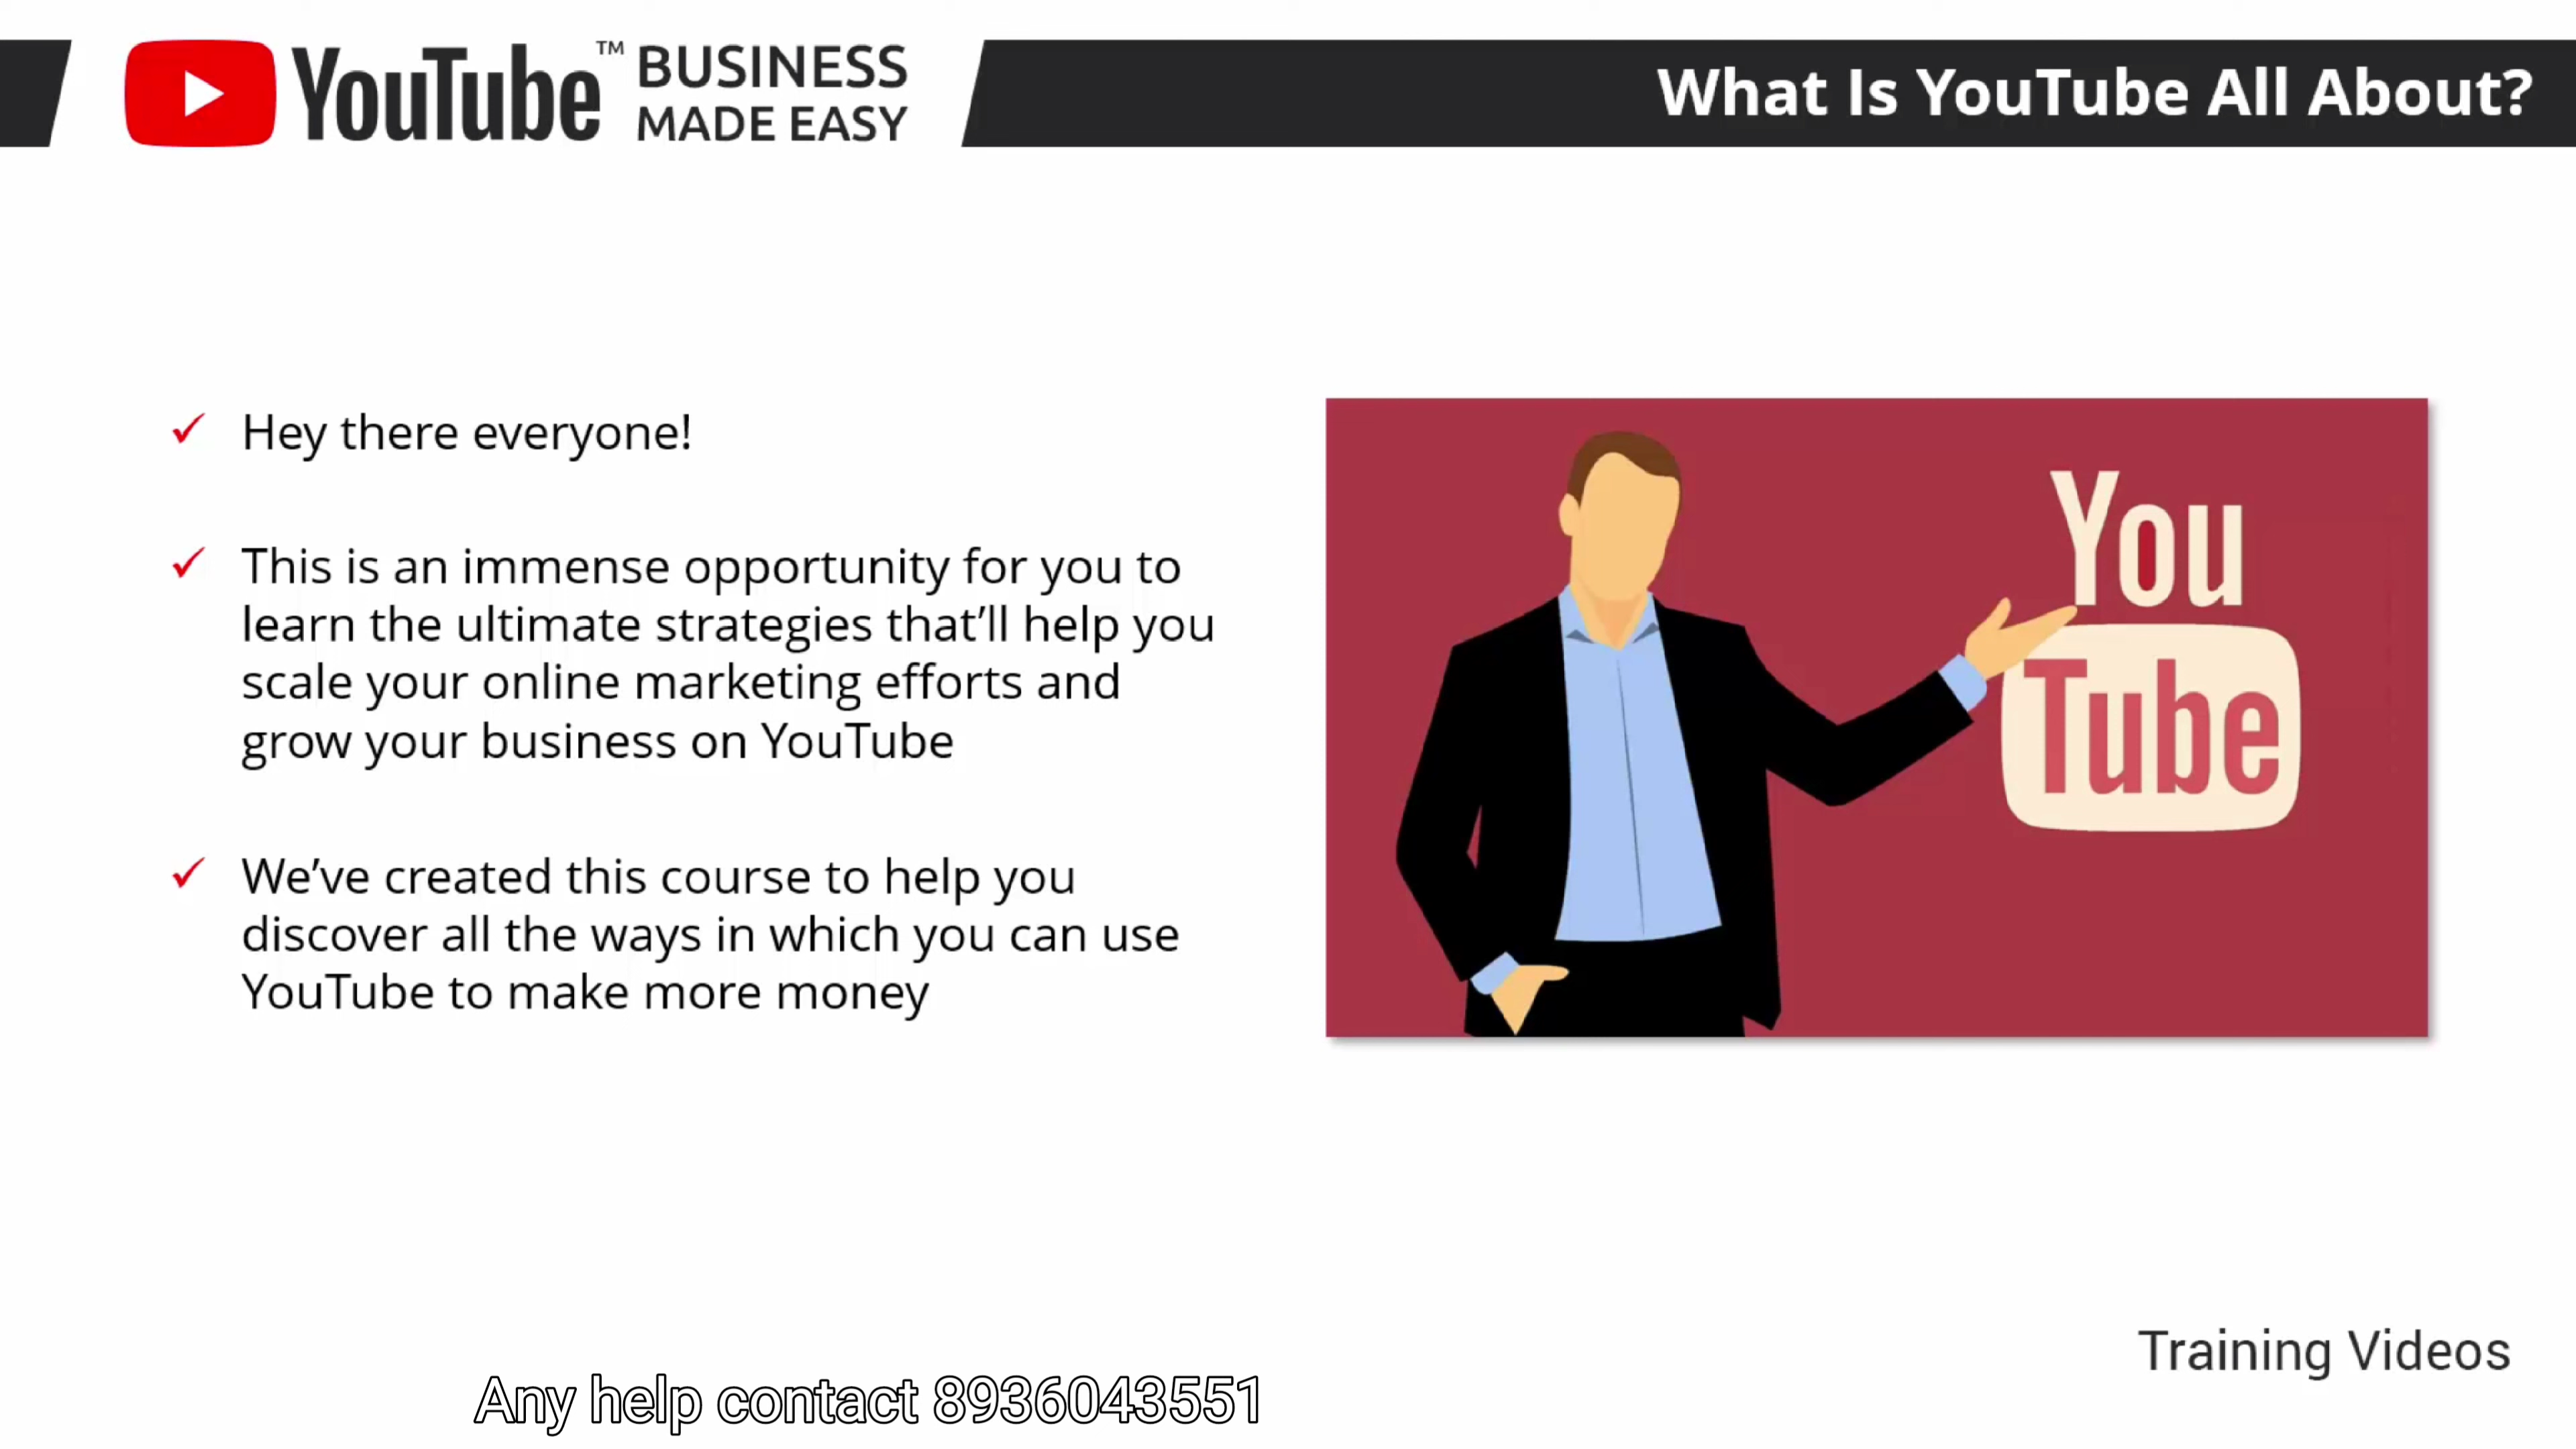 YouTube™ BUSINESS
MADE EASY
What Is YouTube All About?
✓ Hey there everyone!
✓ This is an immense opportunity for you to
learn the ultimate strategies that’ll help you
scale your online marketing efforts and
grow your business on YouTube
✓ We’ve created this course to help you
discover all the ways in which you can use
YouTube to make more money
You
Tube
Training Videos
Any help contact 8936043551